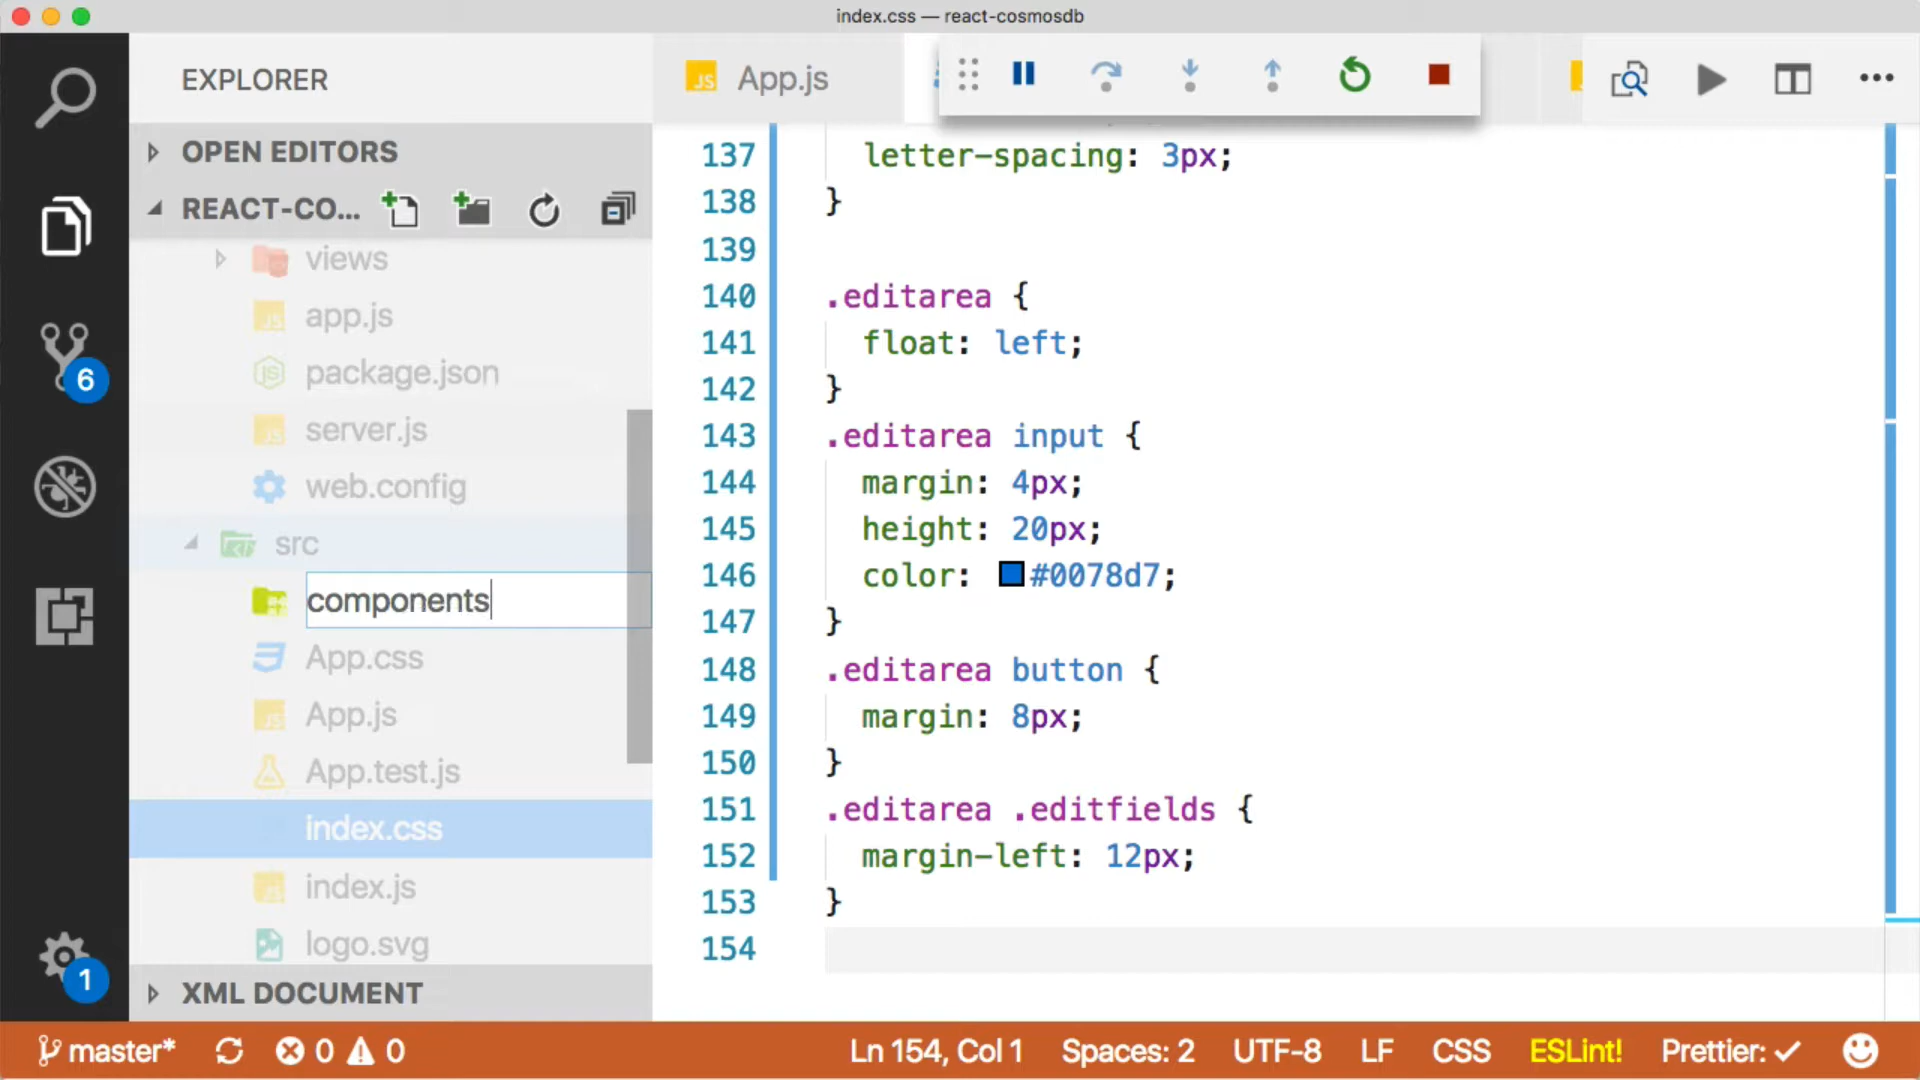 index.css — react-cosmosdb
EXPLORER
OPEN EDITORS
REACT-CO...
views
app.js
package.json
server.js
web.config
src
components
App.css
App.js
App.test.js
index.css
index.js
logo.svg
XML DOCUMENT
6
1
JS App.js
137 letter-spacing: 3px;
138 }
139
140 .editarea {
141 float: left;
142 }
143 .editarea input {
144 margin: 4px;
145 height: 20px;
146 color: #0078d7;
147 }
148 .editarea button {
149 margin: 8px;
150 }
151 .editarea .editfields {
152 margin-left: 12px;
153 }
154
master* 0 0 Ln 154, Col 1 Spaces: 2 UTF-8 LF CSS ESLint! Prettier: ✓